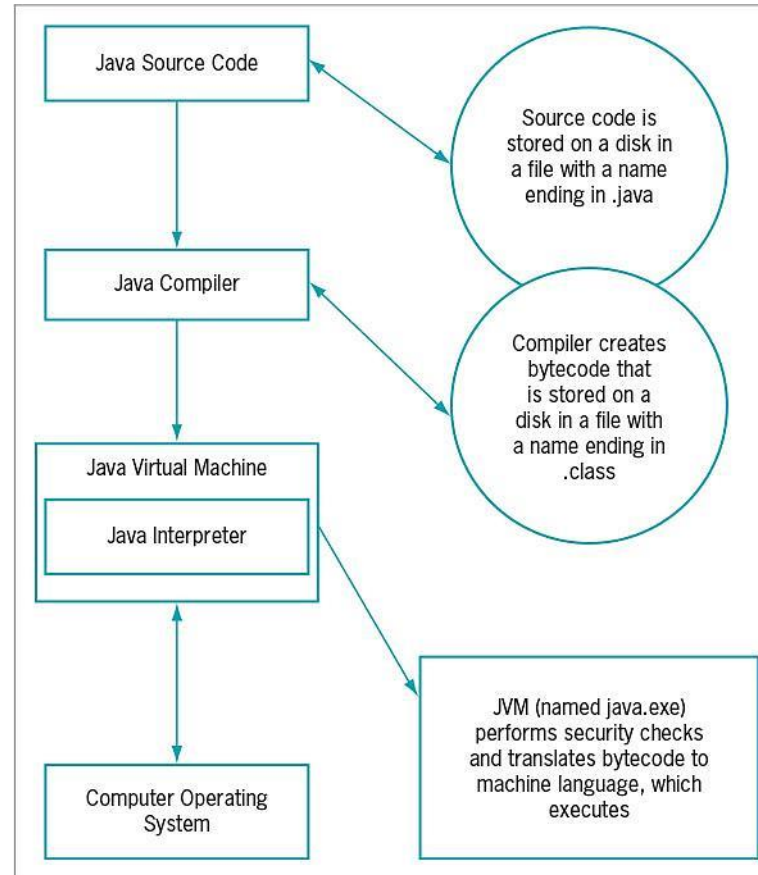 Java Source Code
Source code is
stored on a disk in
a file with a name
ending in .java
Java Compiler
Compiler creates
bytecode that
is stored on a
disk in a file with
a name ending in
.class
Java Virtual Machine
Java Interpreter
JVM (named java.exe)
performs security checks
and translates bytecode to
machine language, which
executes
Computer Operating
System